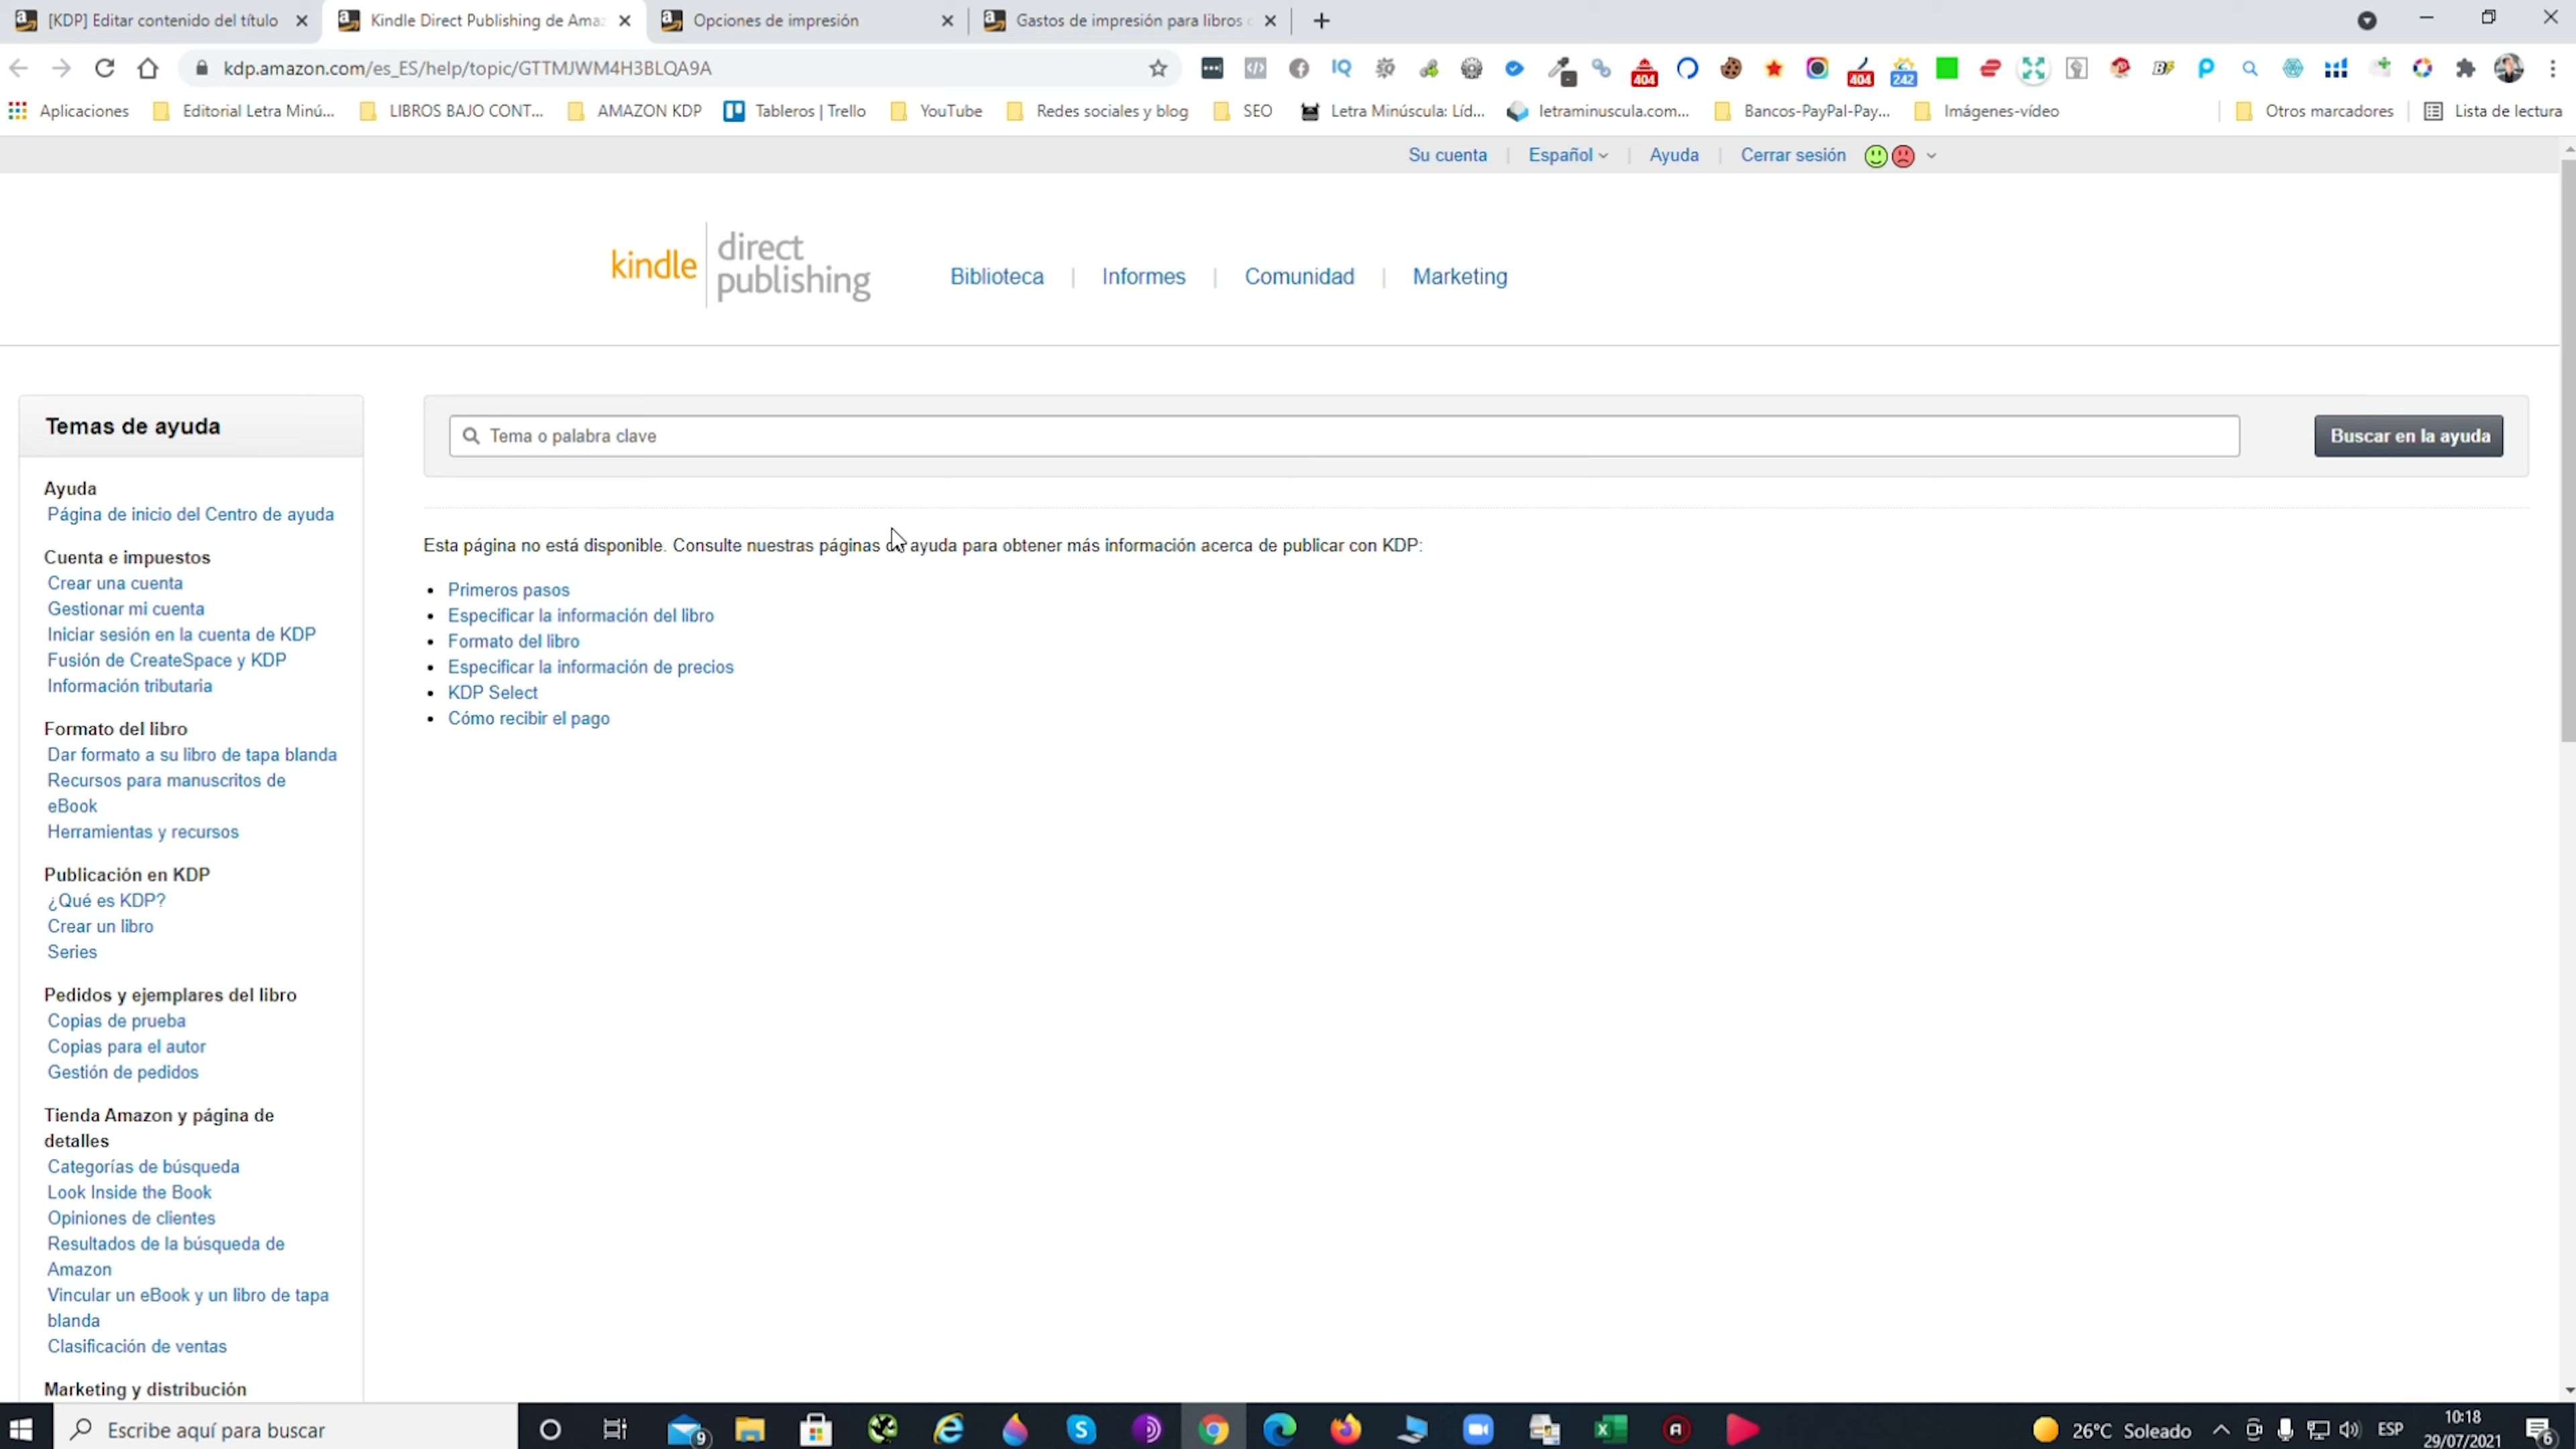 [KDP] Editar contenido del título
Kindle Direct Publishing de Ama
Opciones de impresión
Gastos de impresión para libros
kdp.amazon.com/es_ES/help/topic/GTTMJWM4H3BLQA9A
IQ
404
404
242
Aplicaciones
Editorial Letra Minú...
LIBROS BAJO CONT...
AMAZON KDP
Tableros | Trello
YouTube
Redes sociales y blog
SEO
Letra Minúscula: Líd...
letraminuscula.com...
Bancos-PayPal-Pay...
Imágenes-vídeo
Otros marcadores
Lista de lectura
Su cuenta
Español
Ayuda
Cerrar sesión
kindle direct publishing
Biblioteca
Informes
Comunidad
Marketing
Temas de ayuda
Ayuda
Página de inicio del Centro de ayuda
Cuenta e impuestos
Crear una cuenta
Gestionar mi cuenta
Iniciar sesión en la cuenta de KDP
Fusión de CreateSpace y KDP
Información tributaria
Formato del libro
Dar formato a su libro de tapa blanda
Recursos para manuscritos de
eBook
Herramientas y recursos
Publicación en KDP
¿Qué es KDP?
Crear un libro
Series
Pedidos y ejemplares del libro
Copias de prueba
Copias para el autor
Gestión de pedidos
Tienda Amazon y página de
detalles
Categorías de búsqueda
Look Inside the Book
Opiniones de clientes
Resultados de la búsqueda de
Amazon
Vincular un eBook y un libro de tapa
blanda
Clasificación de ventas
Marketing y distribución
Tema o palabra clave
Buscar en la ayuda
Esta página no está disponible. Consulte nuestras páginas de ayuda para obtener más información acerca de publicar con KDP:
Primeros pasos
Especificar la información del libro
Formato del libro
Especificar la información de precios
KDP Select
Cómo recibir el pago
Escribe aquí para buscar
9
26°C Soleado
ESP
10:18
29/07/2021
6